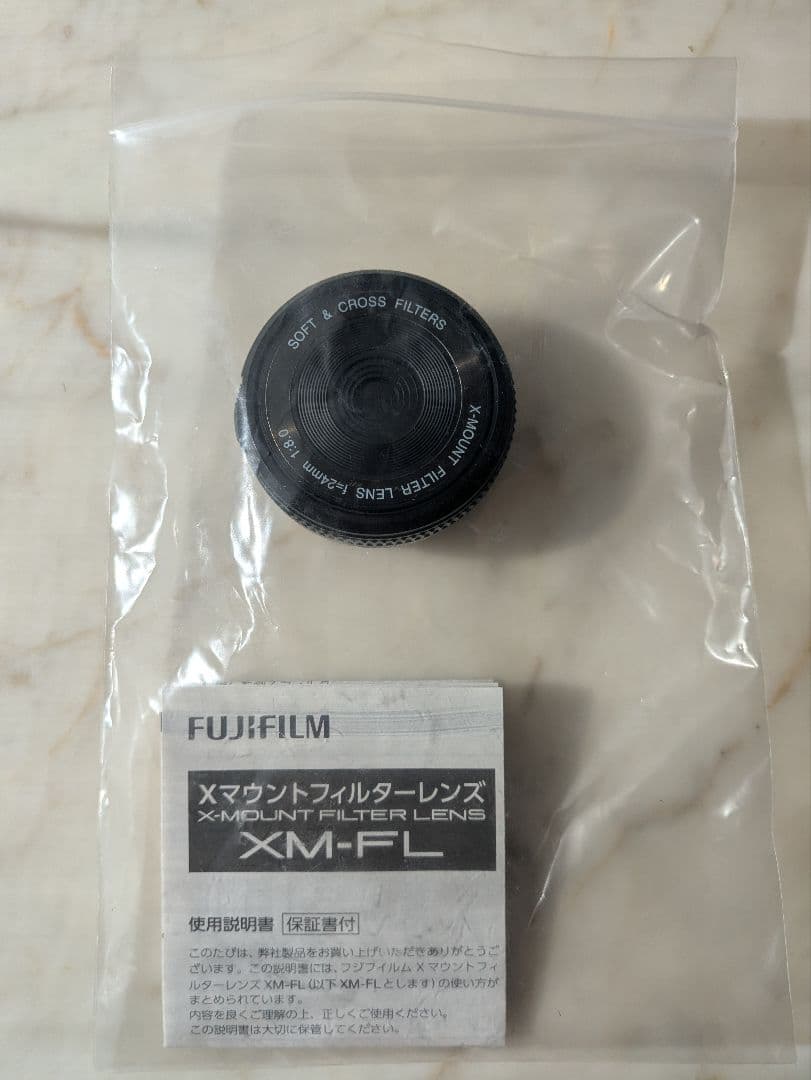 SOFT & CROSS FILTERS
X-MOUNT FILTER LENS f=24mm 1:8.0
FUJIFILM
Xマウントフィルターレンズ
X-MOUNT FILTER LENS
XM-FL
使用説明書 保証書付
このたびは、弊社製品をお買い上げいただきありがとうご
ざいます。この説明書には、フジフイルム X マウントフィ
ルターレンズ XM-FL(以下 XM-FL とします)の使い方が
まとめられています。
内容を良くご理解の上、正しくご使用ください。
この説明書は大切に保管してください。